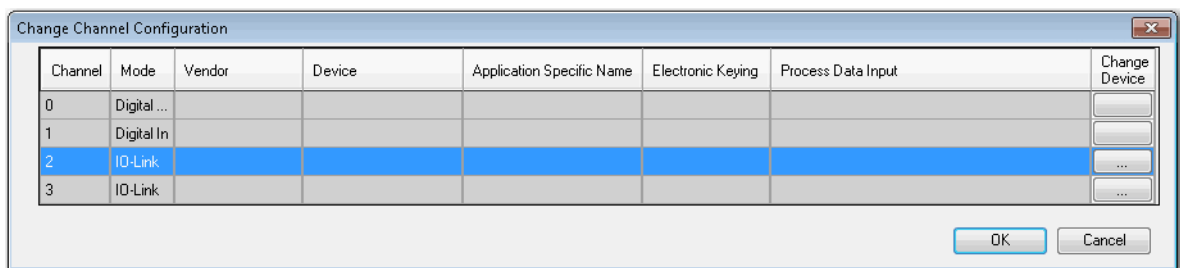 Change Channel Configuration
Channel Mode Vendor Device Application Specific Name Electronic Keying Process Data Input Change Device
0 Digital ...
1 Digital In
2 IO-Link ...
3 IO-Link ...
OK Cancel